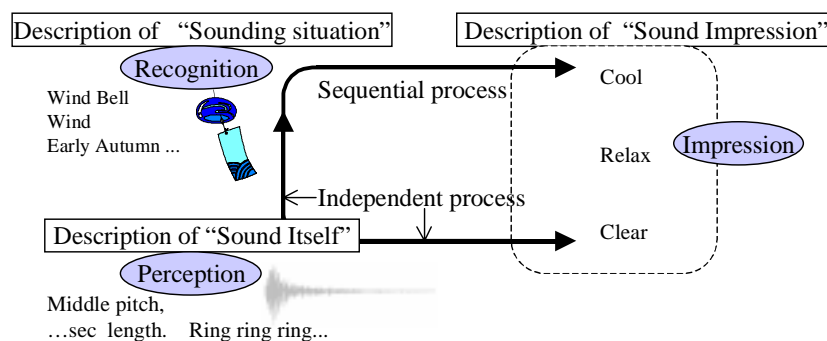 Description of “Sounding situation”
Recognition
Wind Bell
Wind
Early Autumn ...
Description of “Sound Impression”
Cool
Relax
Clear
Impression
Sequential process
Independent process
Description of “Sound Itself”
Perception
Middle pitch,
…sec length. Ring ring ring...